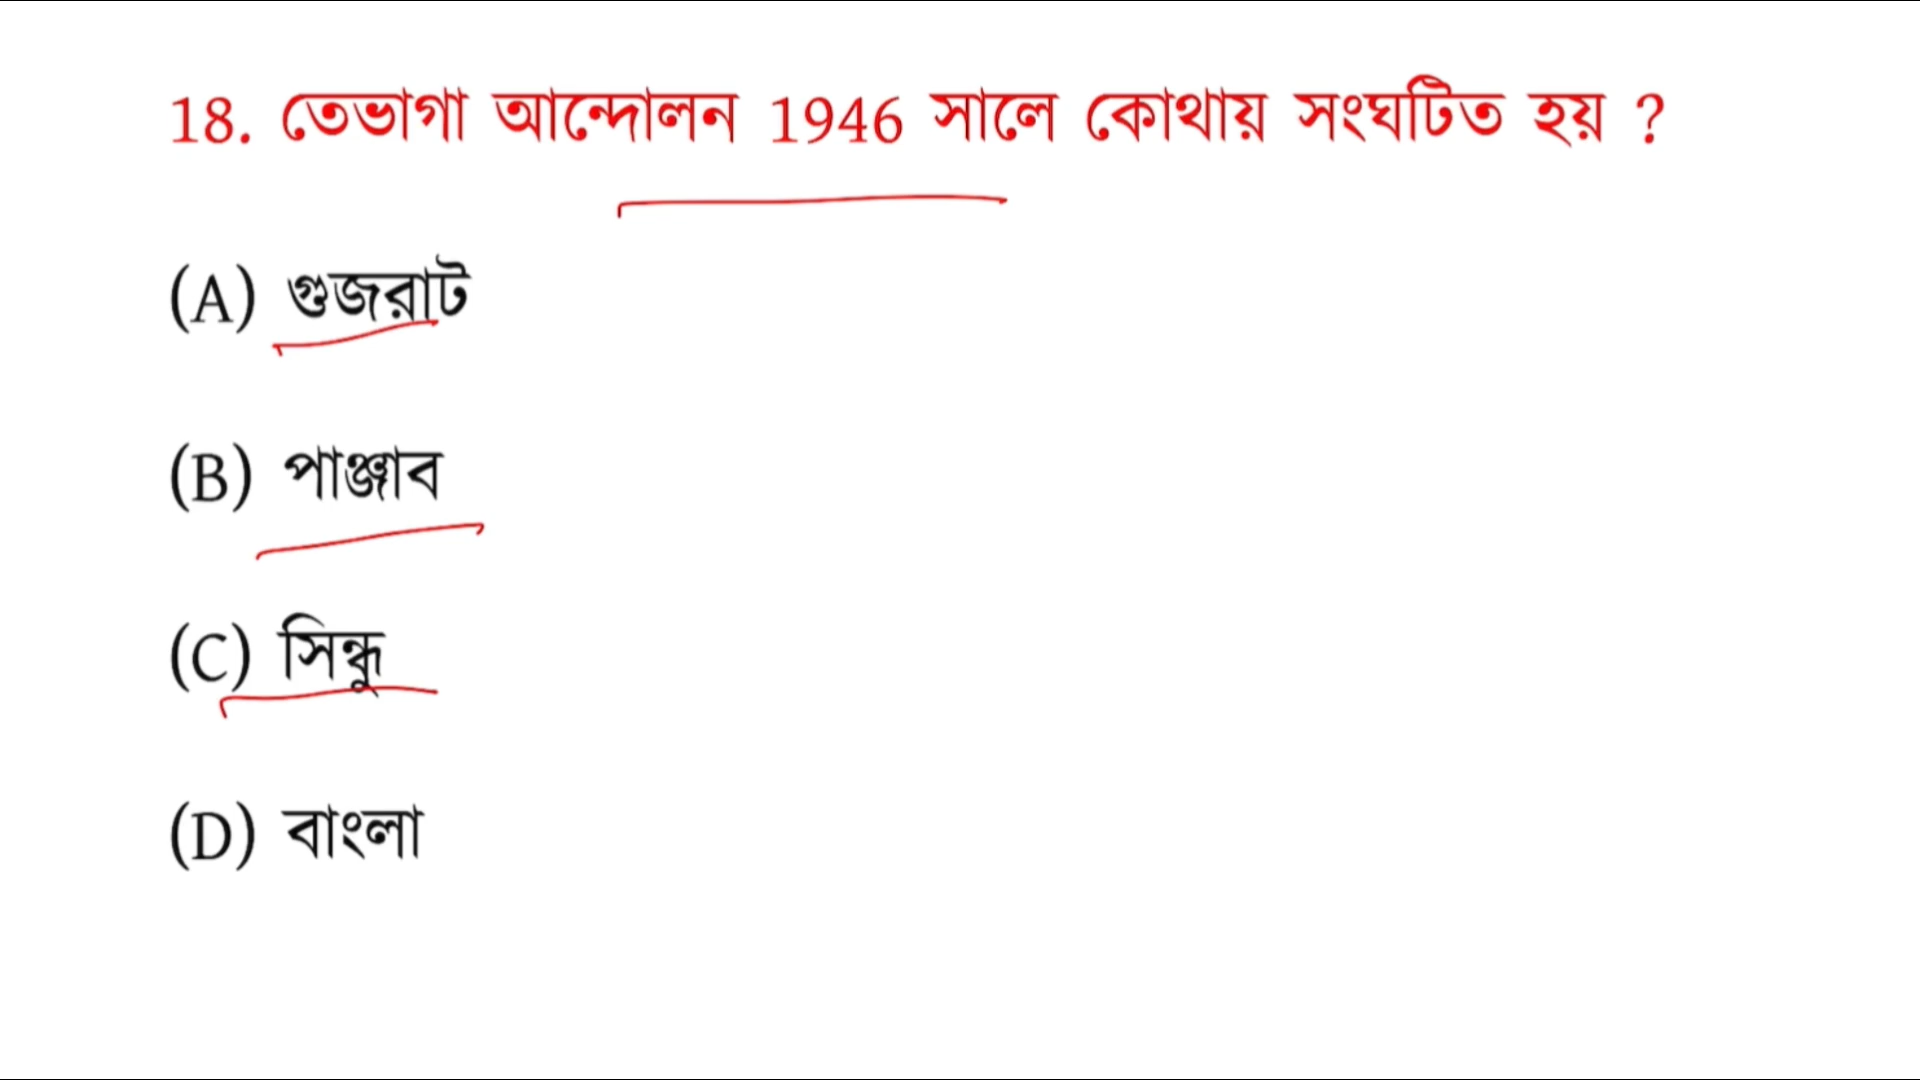 18. তেভাগা আন্দোলন 1946 সালে কোথায় সংঘটিত হয় ?
(A) গুজরাট
(B) পাঞ্জাব
(C) সিন্ধু
(D) বাংলা